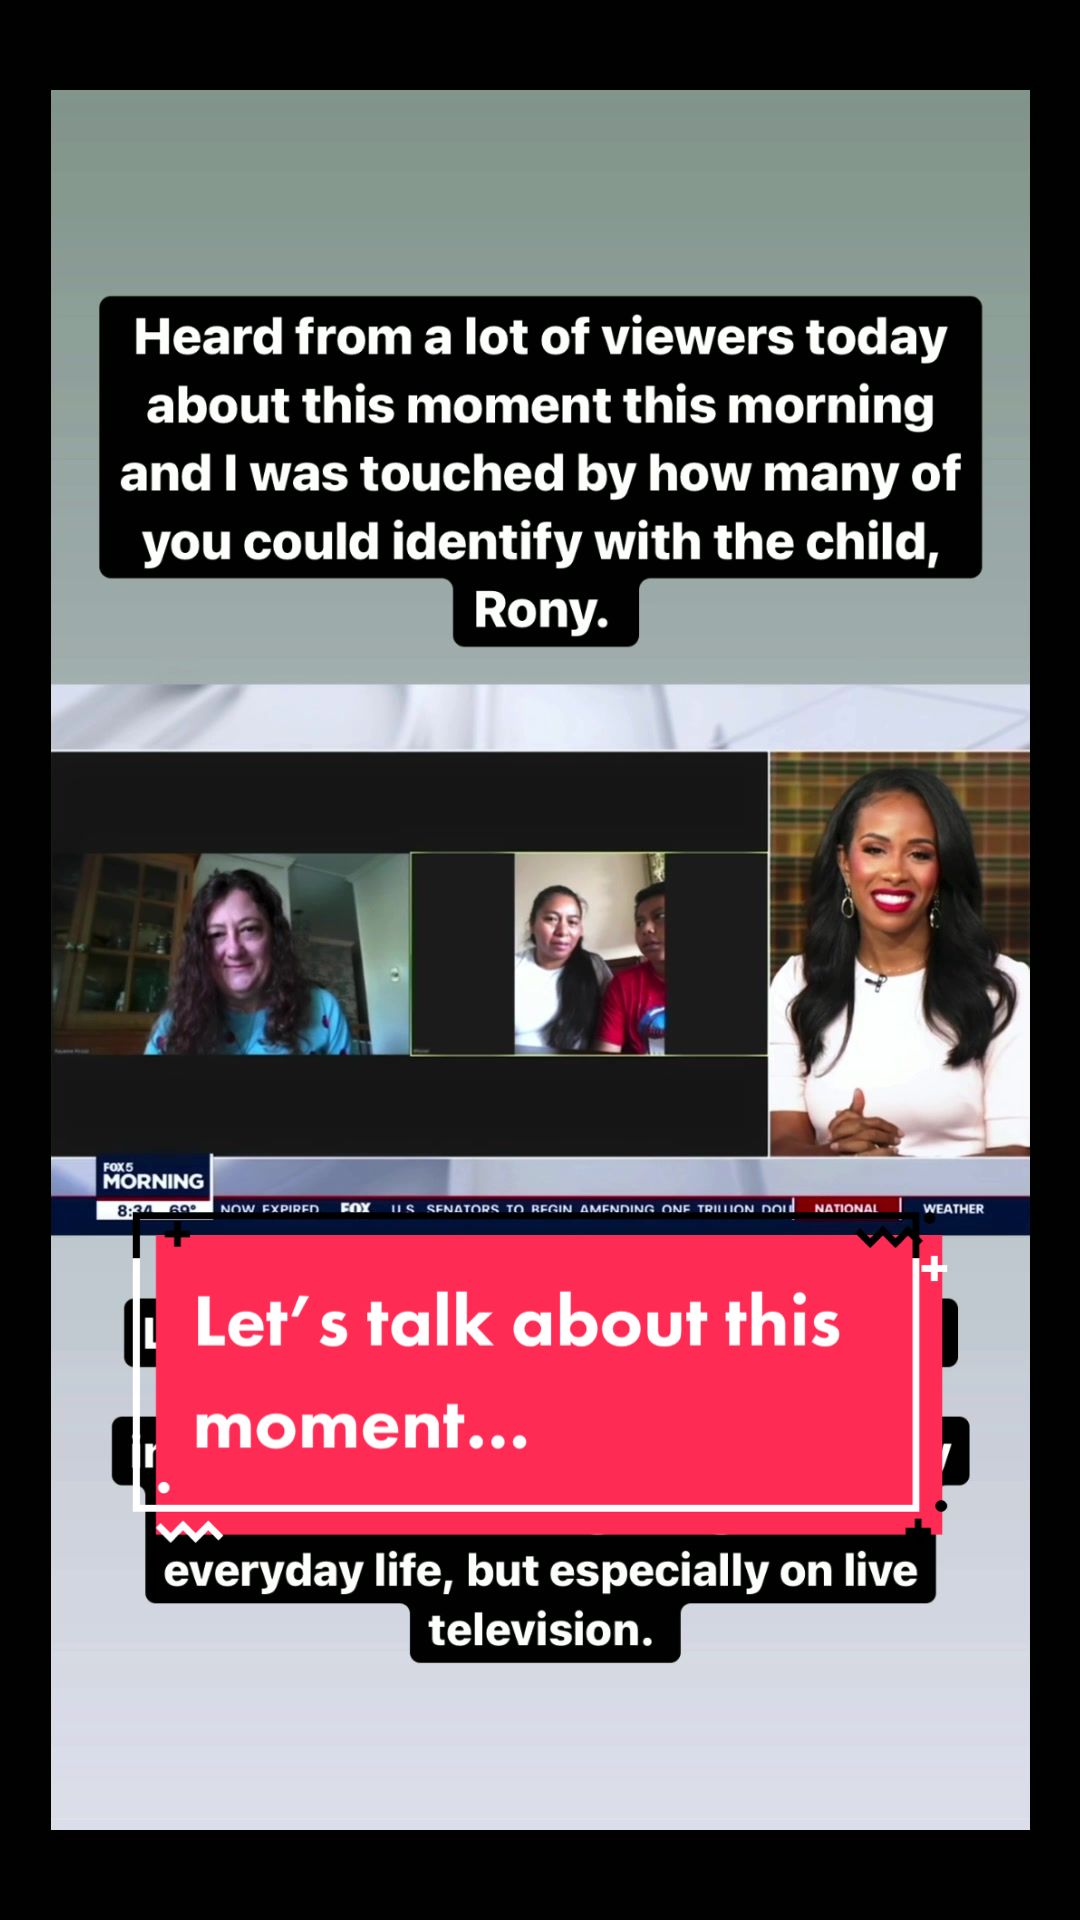 Heard from a lot of viewers today
about this moment this morning
and I was touched by how many of
you could identify with the child,
Rony.
FOX 5
MORNING
8:34 69°
NOW EXPIRED FOX U.S. SENATORS TO BEGIN AMENDING ONE TRILLION DOL
NATIONAL WEATHER
Let's talk about this
moment...
everyday life, but especially on live
television.